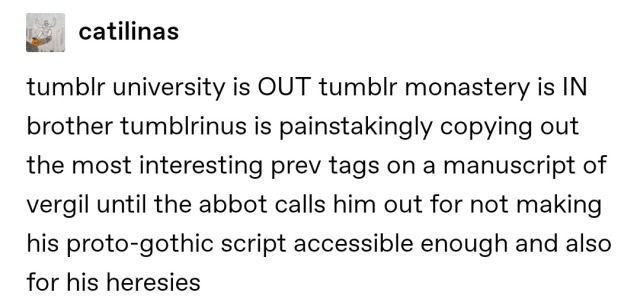 catilinas
tumblr university is OUT tumblr monastery is IN
brother tumblrinus is painstakingly copying out
the most interesting prev tags on a manuscript of
vergil until the abbot calls him out for not making
his proto-gothic script accessible enough and also
for his heresies